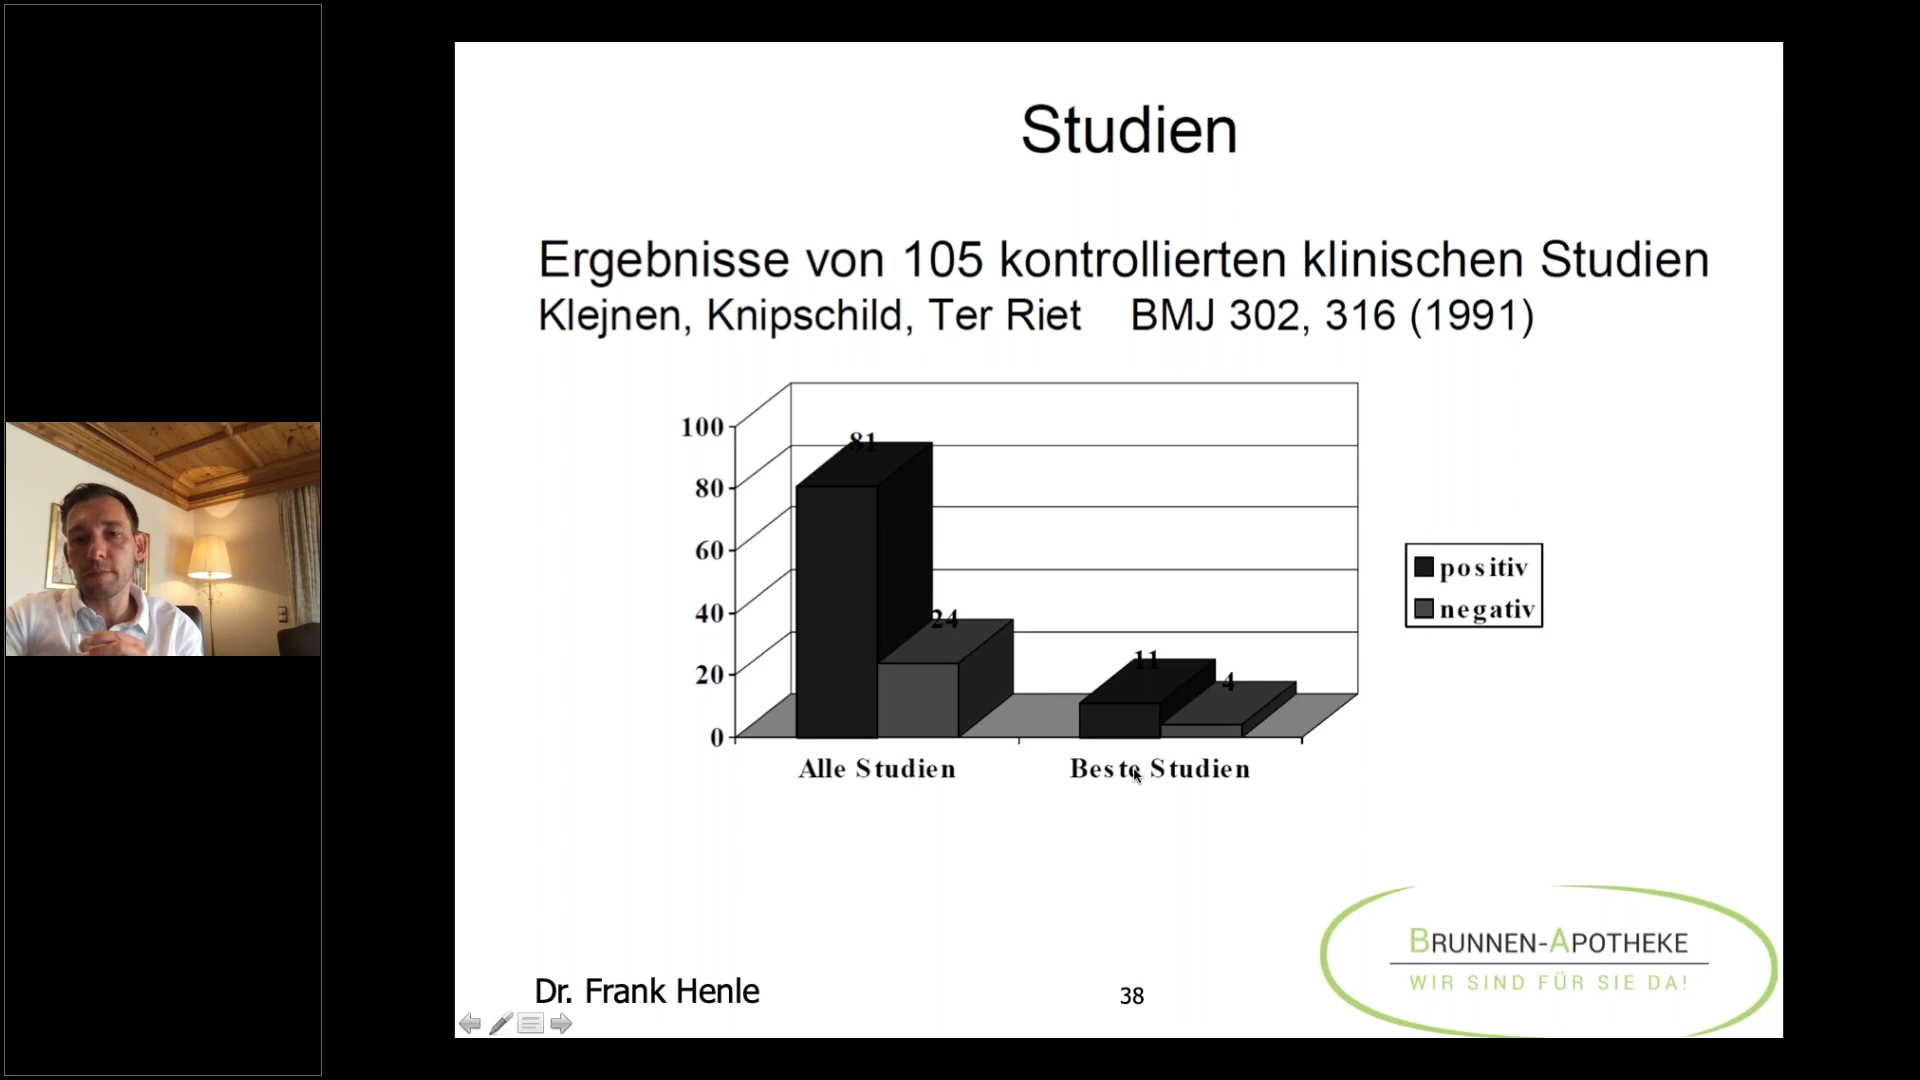 Studien
Ergebnisse von 105 kontrollierten klinischen Studien
Klejnen, Knipschild, Ter Riet BMJ 302, 316 (1991)
100
80
60
40
20
0
81
24
11
4
Alle Studien
Beste Studien
positiv
negativ
BRUNNEN-APOTHEKE
WIR SIND FÜR SIE DA!
Dr. Frank Henle
38